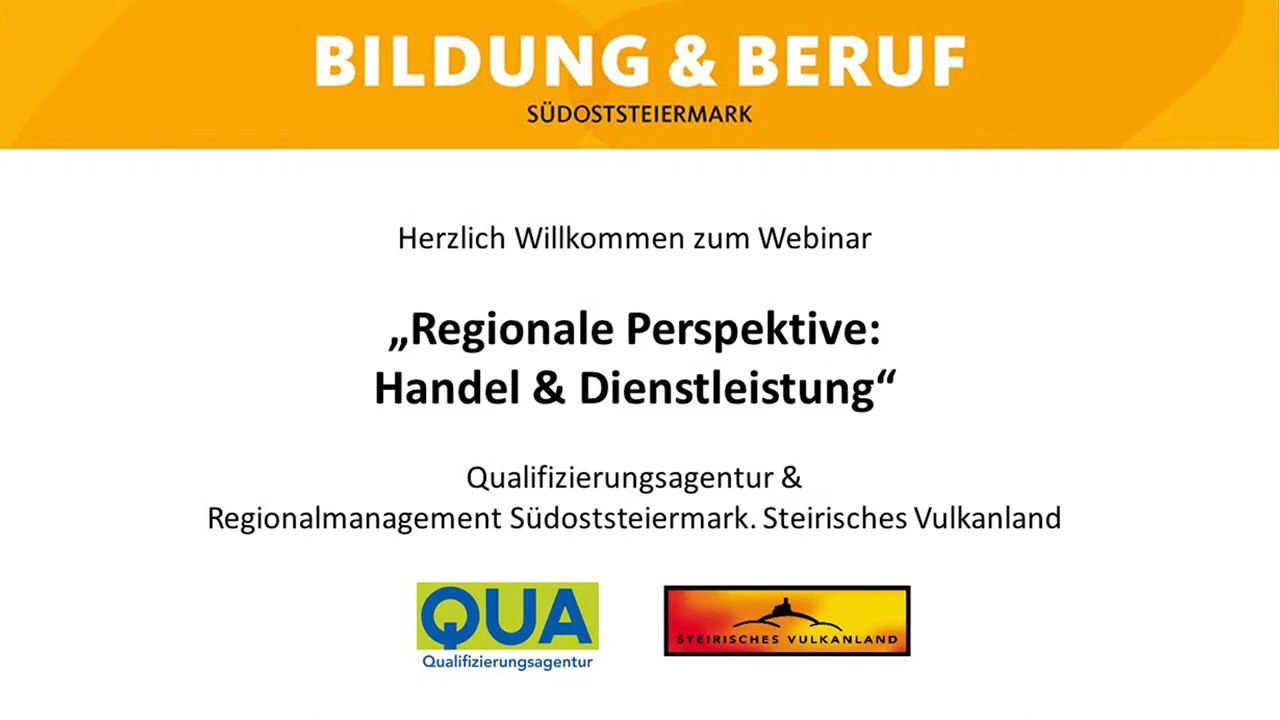 BILDUNG & BERUF
SÜDOSTSTEIERMARK
Herzlich Willkommen zum Webinar
„Regionale Perspektive:
Handel & Dienstleistung“
Qualifizierungsagentur &
Regionalmanagement Südoststeiermark. Steirisches Vulkanland
QUA
Qualifizierungsagentur
STEIRISCHES VULKANLAND